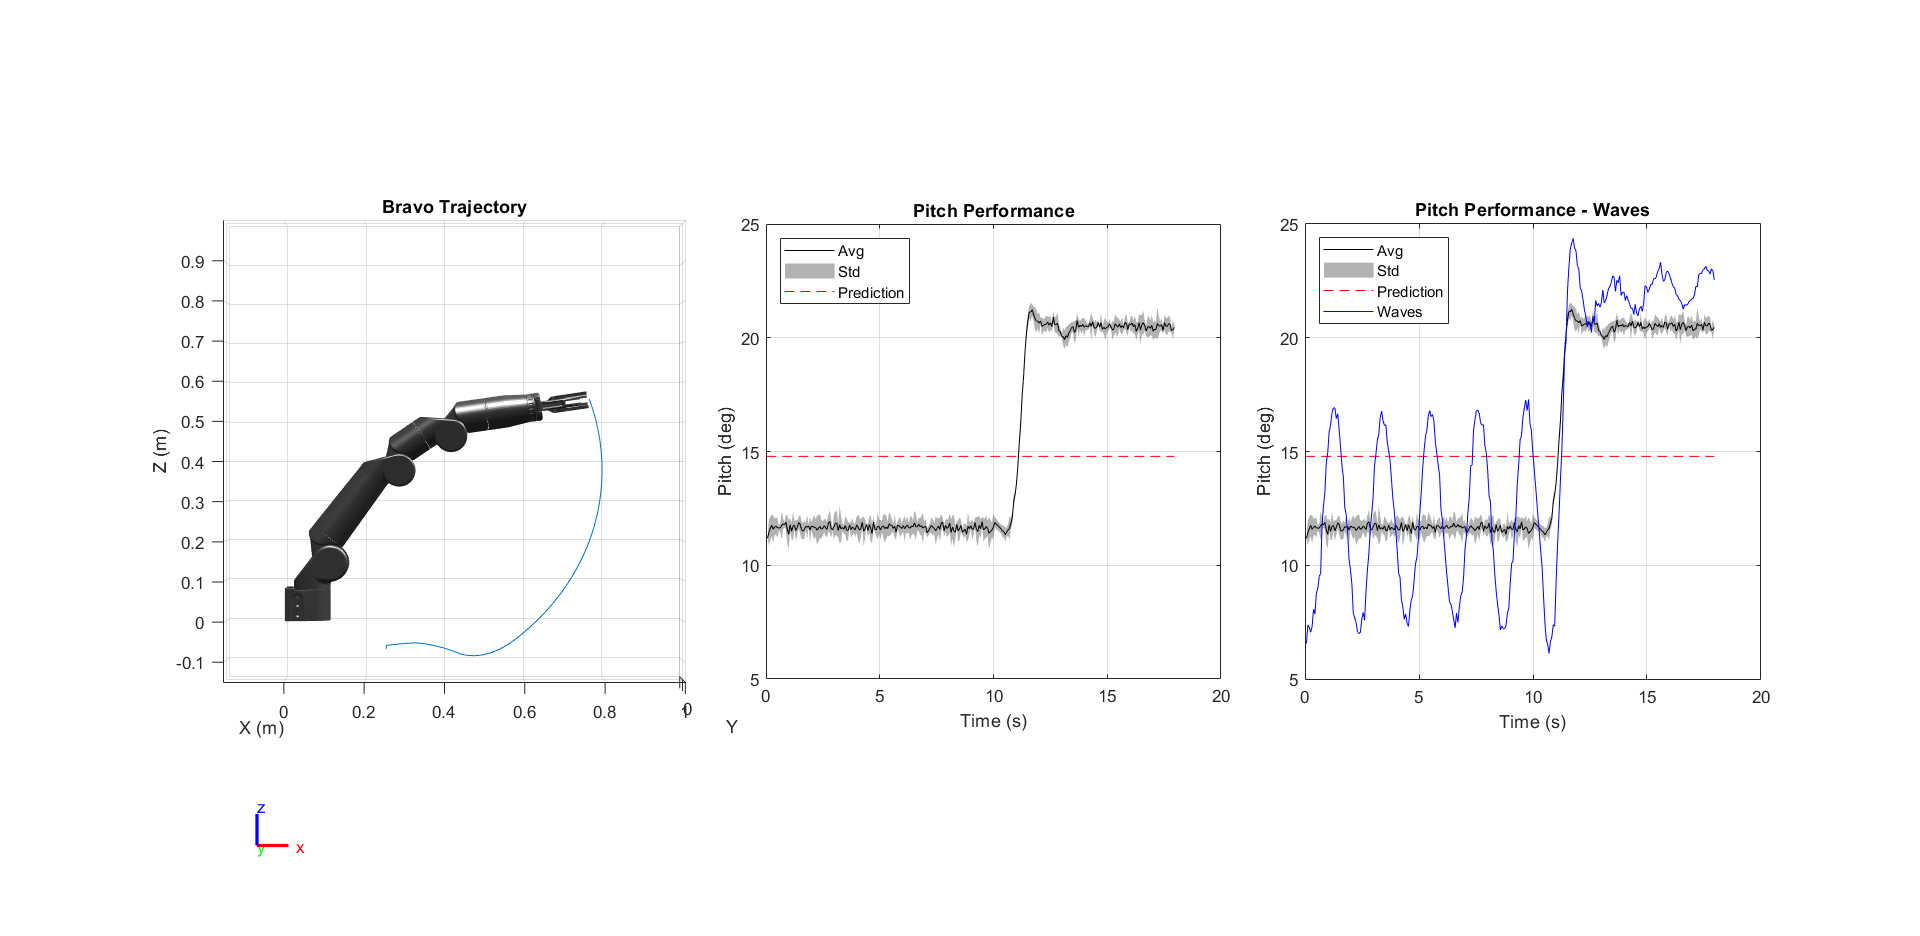 Bravo Trajectory
Z (m)
0.9
0.8
0.7
0.6
0.5
0.4
0.3
0.2
0.1
0
-0.1
0 0.2 0.4 0.6 0.8 1 0
X (m)
Y
z
y x
Pitch Performance
Avg
Std
Prediction
Pitch (deg)
25
20
15
10
5
0 5 10 15 20
Time (s)
Pitch Performance - Waves
Avg
Std
Prediction
Waves
Pitch (deg)
25
20
15
10
5
0 5 10 15 20
Time (s)